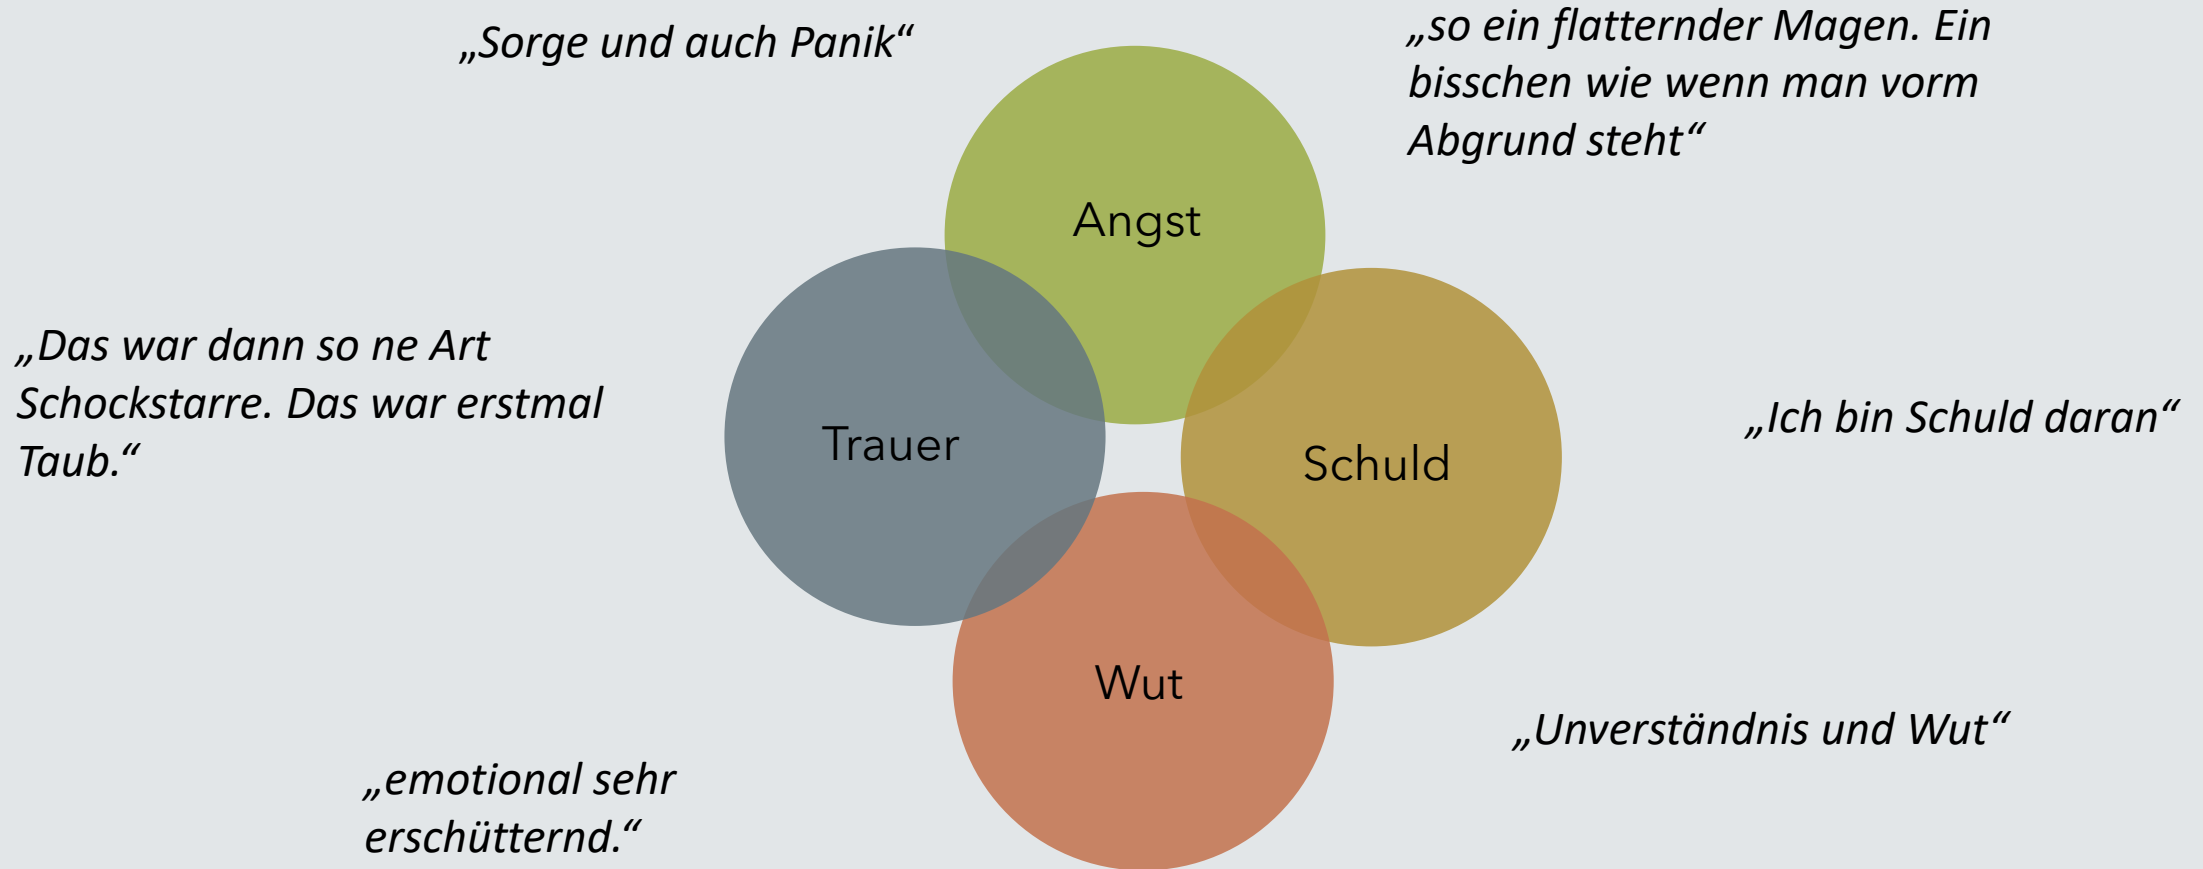 „Sorge und auch Panik“
„so ein flatternder Magen. Ein
bisschen wie wenn man vorm
Abgrund steht“
Angst
„Das war dann so ne Art
Schockstarre. Das war erstmal
Taub.“
Trauer
Schuld
„Ich bin Schuld daran“
Wut
„Unverständnis und Wut“
„emotional sehr
erschütternd.“